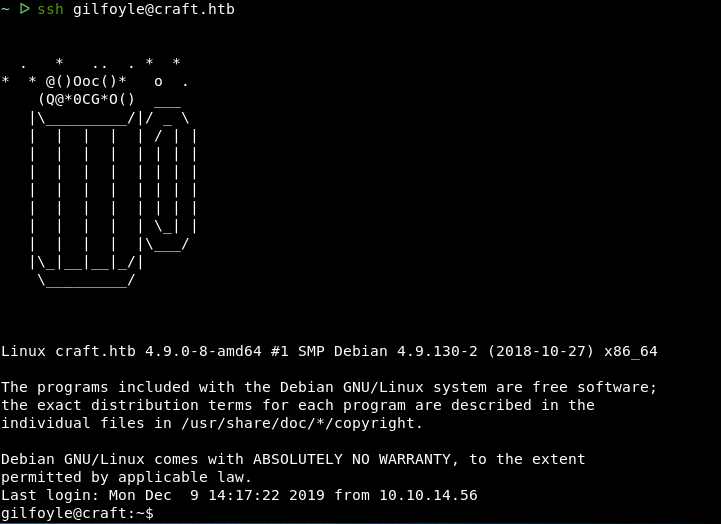 ~ ▷ ssh gilfoyle@craft.htb

  .   *   ..  . *  *
*  * @()Ooc()*   o  .
    (Q@*0CG*O()  ___
   |\_________/|/ _ \
   |  |  |  |  | / | |
   |  |  |  |  | | | |
   |  |  |  |  | | | |
   |  |  |  |  | | | |
   |  |  |  |  | | | |
   |  |  |  |  | \_| |
   |  |  |  |  |\___/
   |\_|__|__|_/|
    \_________/

Linux craft.htb 4.9.0-8-amd64 #1 SMP Debian 4.9.130-2 (2018-10-27) x86_64

The programs included with the Debian GNU/Linux system are free software;
the exact distribution terms for each program are described in the
individual files in /usr/share/doc/*/copyright.

Debian GNU/Linux comes with ABSOLUTELY NO WARRANTY, to the extent
permitted by applicable law.
Last login: Mon Dec  9 14:17:22 2019 from 10.10.14.56
gilfoyle@craft:~$